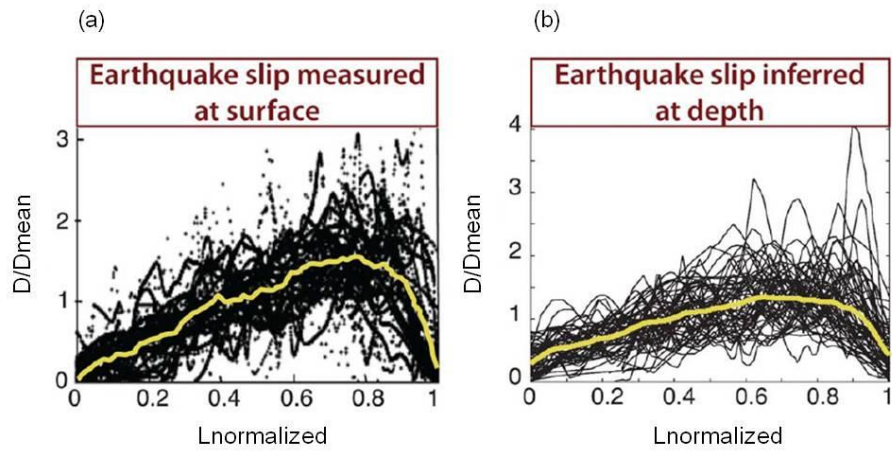 (a)
Earthquake slip measured
at surface
3
2
1
0
D/Dmean
0 0.2 0.4 0.6 0.8 1
Lnormalized
(b)
Earthquake slip inferred
at depth
4
3
2
1
0
D/Dmean
0 0.2 0.4 0.6 0.8 1
Lnormalized